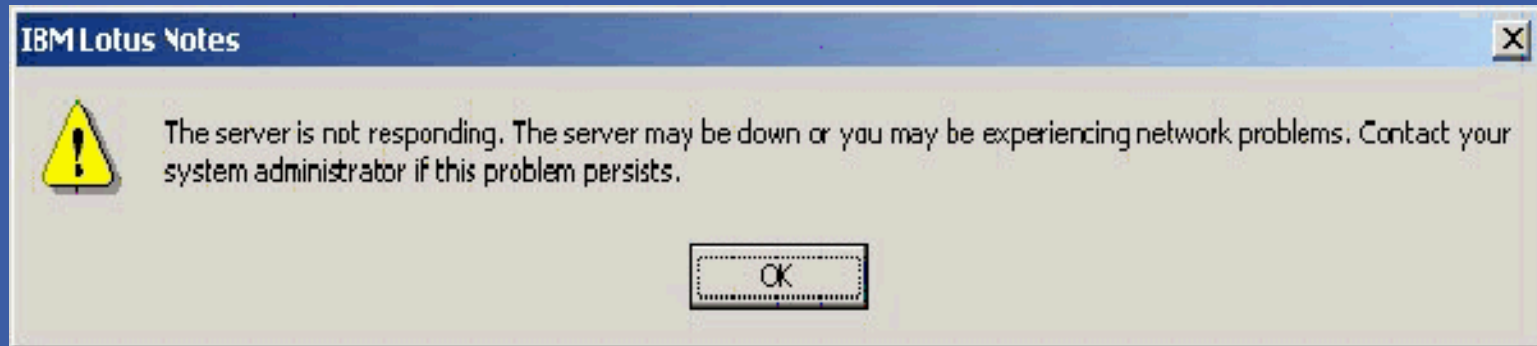 IBM Lotus Notes
The server is not responding. The server may be down or you may be experiencing network problems. Contact your
system administrator if this problem persists.
OK